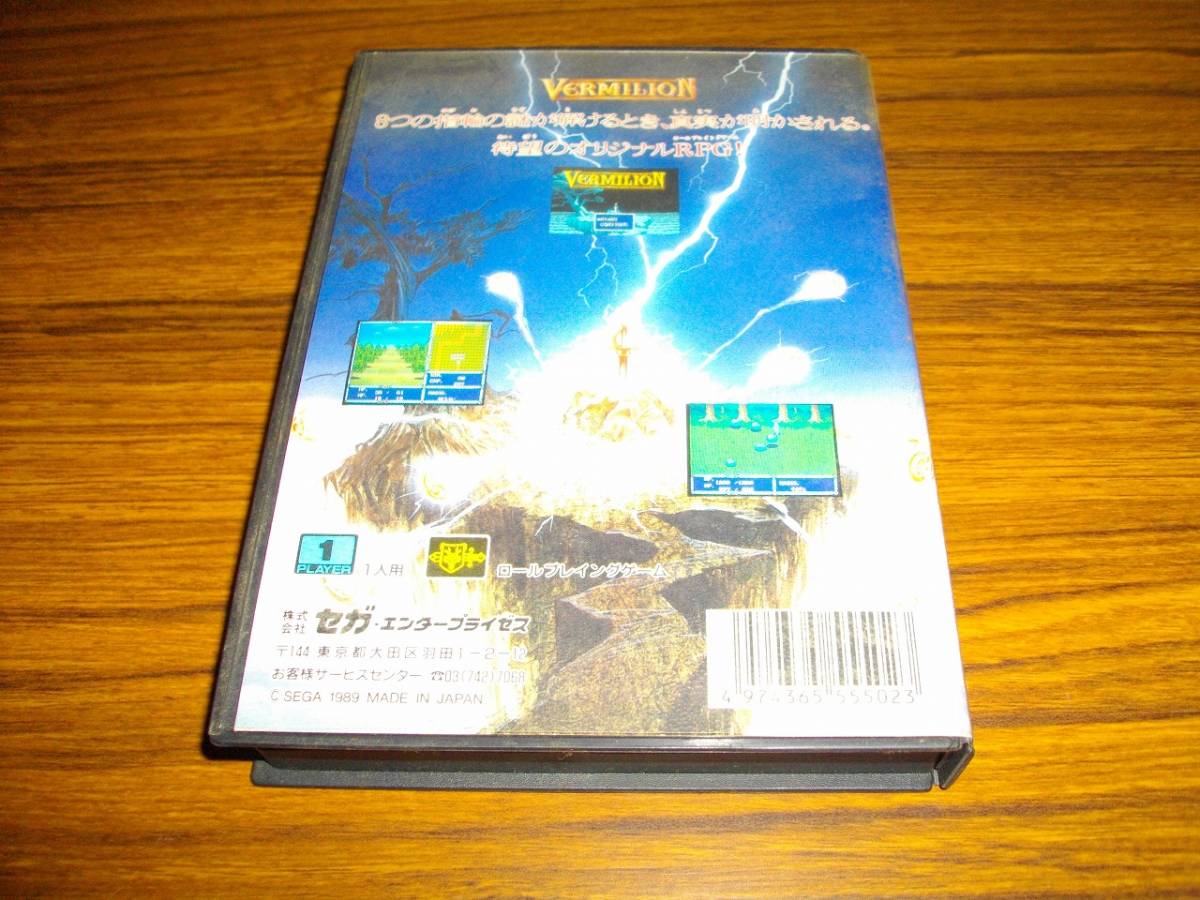 VERMILION
8つの指輪の謎が解けるとき、真実が明かされる。
待望のオリジナルRPG!
VERMILION
1
PLAYER
1人用
ロールプレイングゲーム
株式会社 セガ・エンタープライゼス
〒144 東京都大田区羽田1-2-12
お客様サービスセンター ☎03(742)7068
© SEGA 1989 MADE IN JAPAN
4 974365 555023